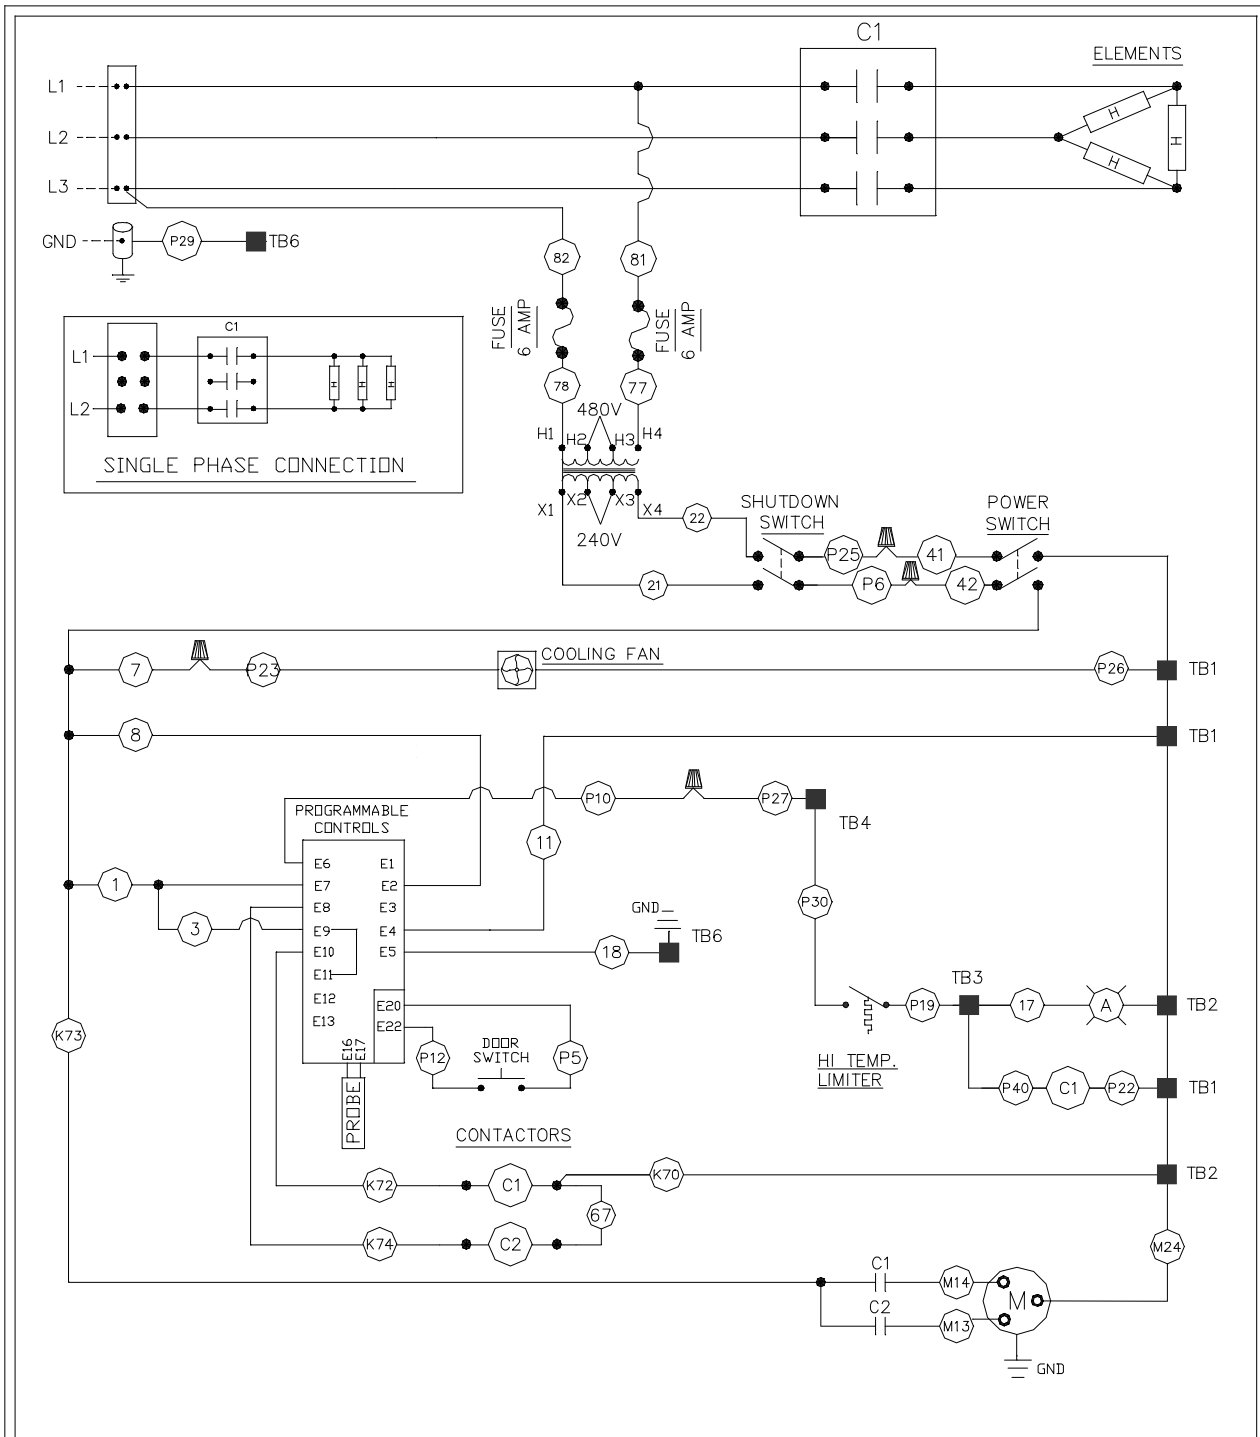 C1
ELEMENTS
L1
L2
L3
H
H
H
GND
P29
TB6
82
81
FUSE
6 AMP
FUSE
6 AMP
78
77
C1
L1
L2
H
H
H
SINGLE PHASE CONNECTION
480V
H1
H2
H3
H4
X1
X2
X3
X4
240V
22
21
SHUTDOWN
SWITCH
POWER
SWITCH
P25
41
P6
42
7
P23
COOLING FAN
P26
TB1
8
TB1
P10
P27
TB4
PROGRAMMABLE
CONTROLS
11
E6
E1
E7
E2
E8
E3
E9
E4
E10
E5
E11
E12
E13
E20
E22
E16
E17
PROBE
1
3
P30
GND
18
TB6
K73
P12
DOOR
SWITCH
P5
HI TEMP.
LIMITER
P19
TB3
17
A
TB2
P40
C1
P22
TB1
CONTACTORS
K72
C1
K70
TB2
67
K74
C2
M24
C1
M14
C2
M13
M
GND